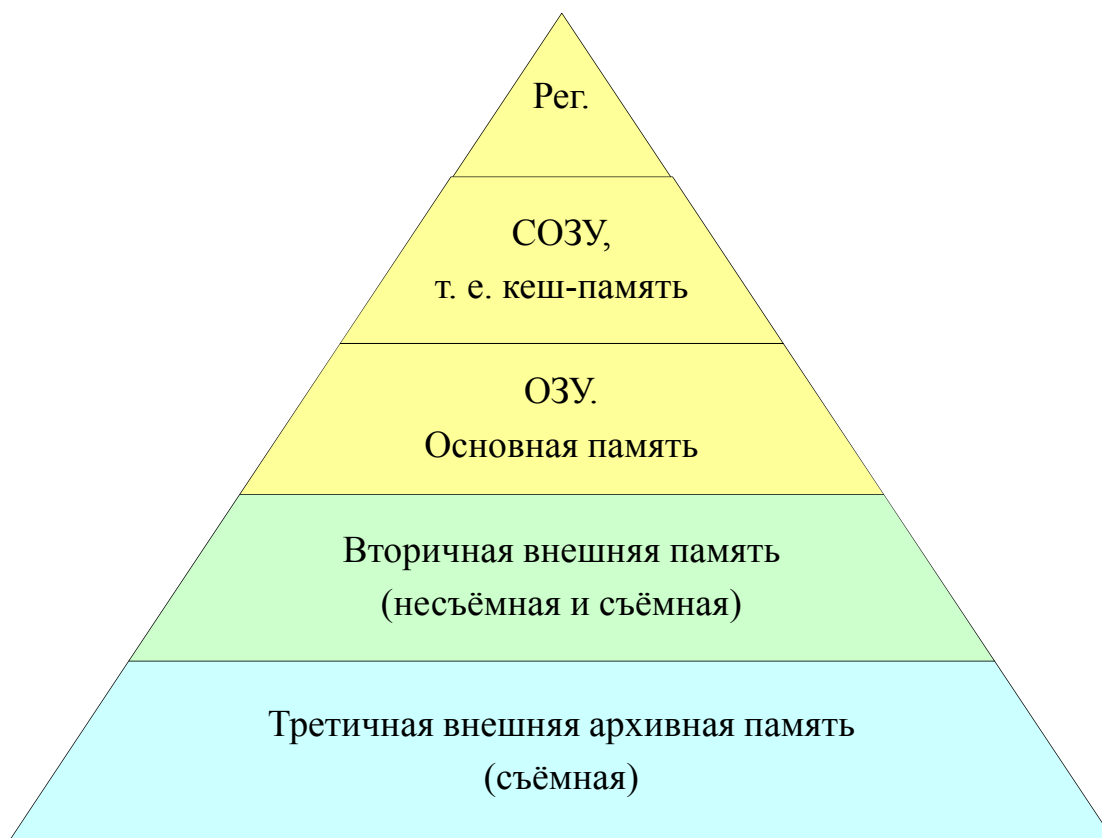 Рег.
СОЗУ,
т. е. кеш-память
ОЗУ.
Основная память
Вторичная внешняя память
(несъёмная и съёмная)
Третичная внешняя архивная память
(съёмная)